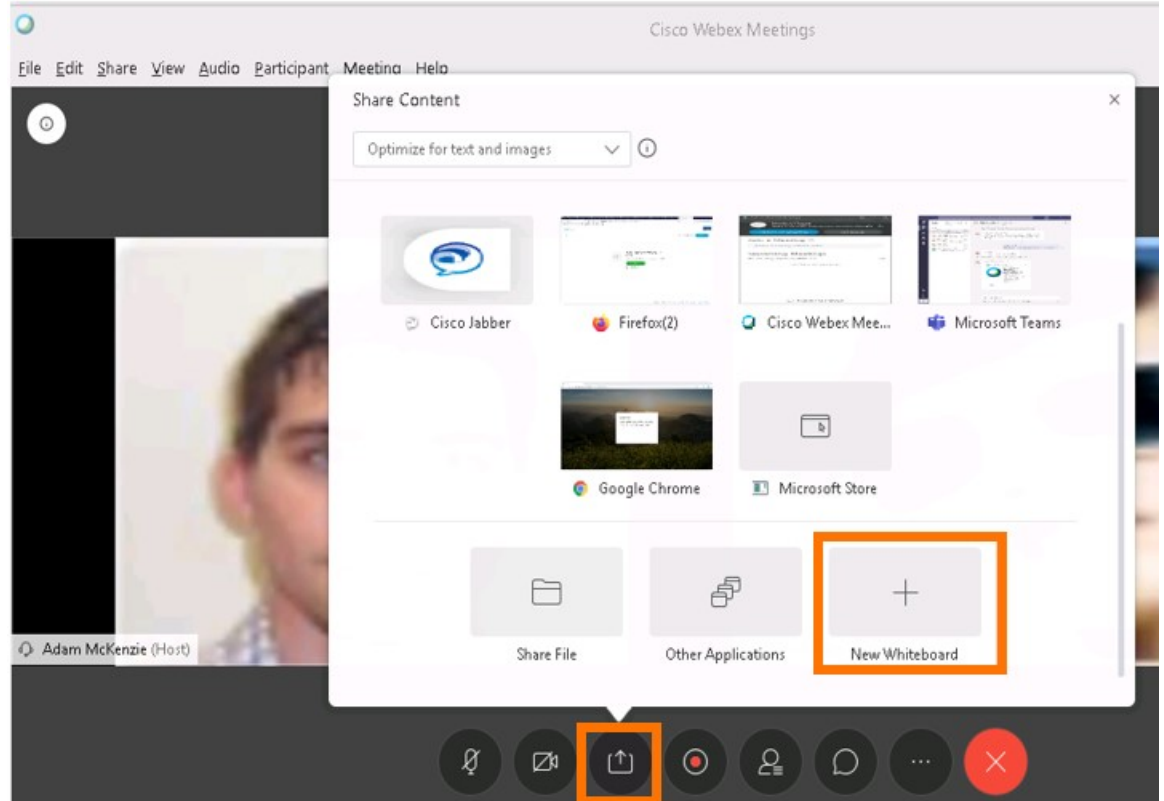 Cisco Webex Meetings
File Edit Share View Audio Participant Meeting Help
Share Content
Optimize for text and images
Cisco Jabber
Firefox(2)
Cisco Webex Mee...
Microsoft Teams
Google Chrome
Microsoft Store
Share File
Other Applications
New Whiteboard
Adam McKenzie (Host)